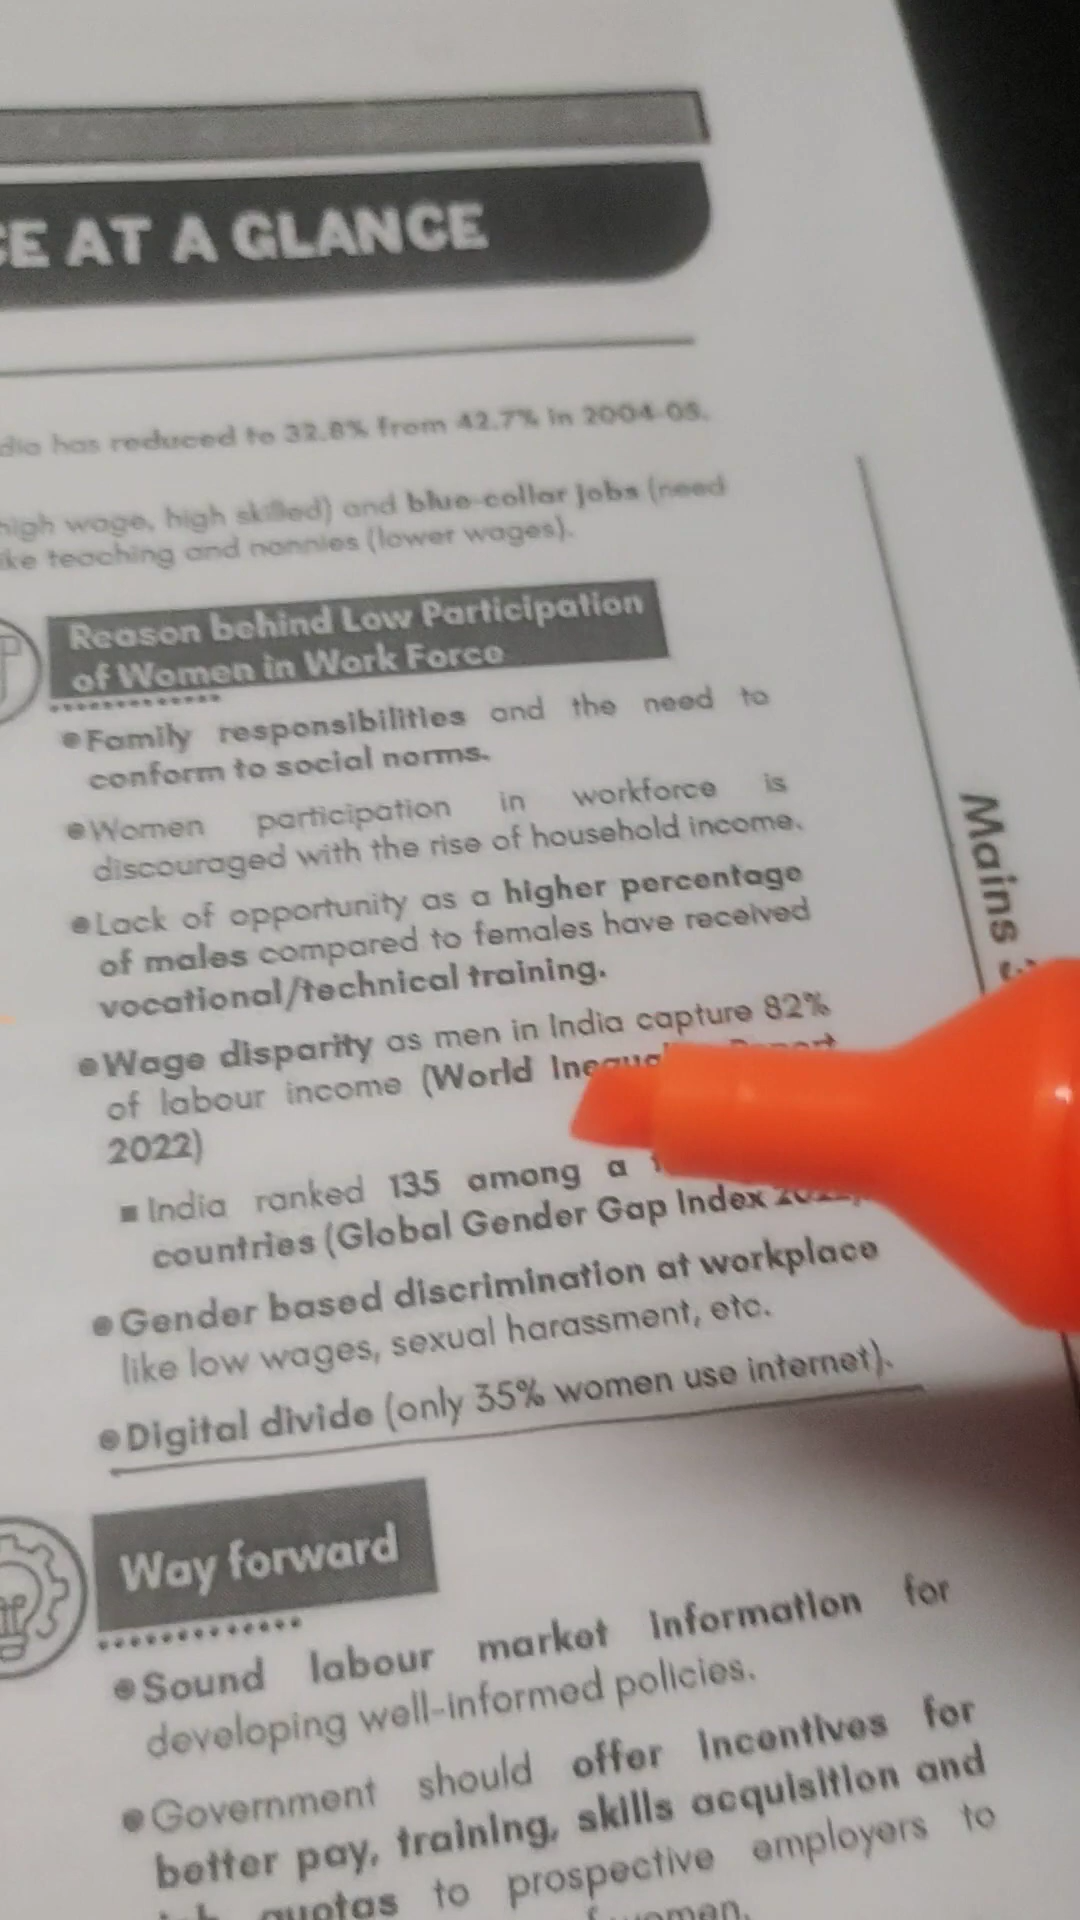 CE AT A GLANCE
dia has reduced to 32.8% from 42.7% in 2004-05.
high wage, high skilled) and blue-collar jobs (need
ike teaching and nannies (lower wages).
Reason behind Low Participation
of Women in Work Force
●Family responsibilities and the need to
conform to social norms.
●Women participation in workforce is
discouraged with the rise of household income.
●Lack of opportunity as a higher percentage
of males compared to females have received
vocational/technical training.
●Wage disparity as men in India capture 82%
of labour income (World
2022)
■India ranked 135 among a
countries (Global Gender Gap Index
●Gender based discrimination at workplace
like low wages, sexual harassment, etc.
●Digital divide (only 35% women use internet).
Way forward
●Sound labour market information for
developing well-informed policies.
●Government should offer incentives for
better pay, training, skills acquisition and
quotas to prospective employers to
Mains